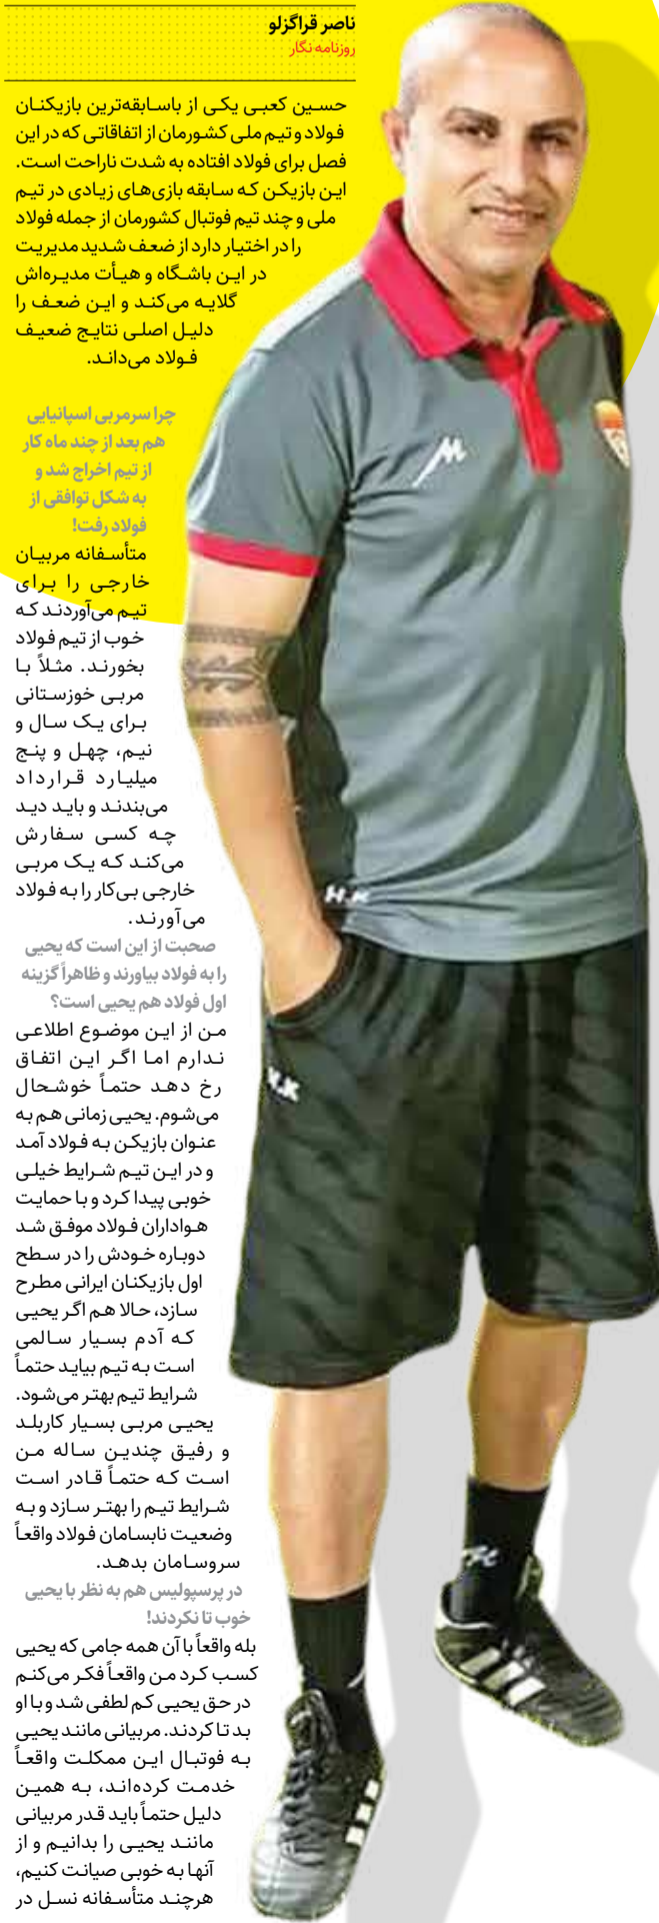 ناصر قراگزلو
روزنامه نگار
حسین کعبی یکی از باسابقه‌ترین بازیکنان
فولاد و تیم ملی کشورمان از اتفاقاتی که در این
فصل برای فولاد افتاده به شدت ناراحت است.
این بازیکن که سابقه بازی‌های زیادی در تیم
ملی و چند تیم فوتبال کشورمان از جمله فولاد
را در اختیار دارد از ضعف شدید مدیریت
در این باشگاه و هیأت مدیره‌اش
گلایه می‌کند و این ضعف را
دلیل اصلی نتایج ضعیف
فولاد می‌داند.
چرا سرمربی اسپانیایی
هم بعد از چند ماه کار
از تیم اخراج شد و
به شکل توافقی از
فولاد رفت!
متأسفانه مربیان
خارجی را برای
تیم می‌آوردند که
خوب از تیم فولاد
بخورند. مثلاً با
مربی خوزستانی
برای یک سال و
نیم، چهل و پنج
میلیارد قرارداد
می‌بندند و باید دید
چه کسی سفارش
می‌کند که یک مربی
خارجی بی‌کار را به فولاد
می‌آورند.
صحبت از این است که یحیی
را به فولاد بیاورند و ظاهراً گزینه
اول فولاد هم یحیی است؟
من از این موضوع اطلاعی
ندارم اما اگر این اتفاق
رخ دهد حتماً خوشحال
می‌شوم. یحیی زمانی هم به
عنوان بازیکن به فولاد آمد
و در این تیم شرایط خیلی
خوبی پیدا کرد و با حمایت
هواداران فولاد موفق شد
دوباره خودش را در سطح
اول بازیکنان ایرانی مطرح
سازد، حالا هم اگر یحیی
که آدم بسیار سالمی
است به تیم بیاید حتماً
شرایط تیم بهتر می‌شود.
یحیی مربی بسیار کاربلد
و رفیق چندین ساله من
است که حتماً قادر است
شرایط تیم را بهتر سازد و به
وضعیت نابسامان فولاد واقعاً
سروسامان بدهد.
در پرسپولیس هم به نظر با یحیی
خوب تا نکردند!
بله واقعاً با آن همه جامی که یحیی
کسب کرد من واقعاً فکر می‌کنم
در حق یحیی کم لطفی شد و با او
بد تا کردند. مربیانی مانند یحیی
به فوتبال این ممکلت واقعاً
خدمت کرده‌اند، به همین
دلیل حتماً باید قدر مربیانی
مانند یحیی را بدانیم و از
آنها به خوبی صیانت کنیم،
هرچند متأسفانه نسل در
H.K
H.K